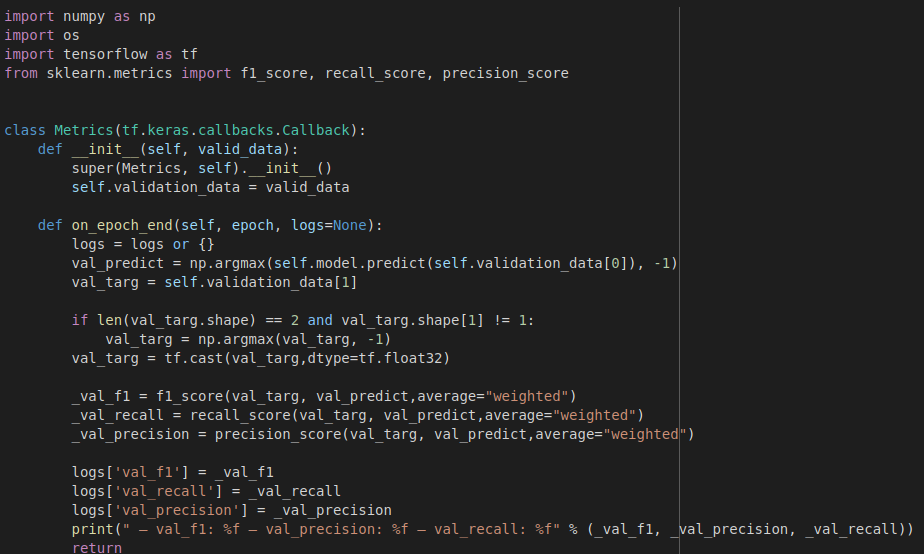 import numpy as np
import os
import tensorflow as tf
from sklearn.metrics import f1_score, recall_score, precision_score
class Metrics(tf.keras.callbacks.Callback):
    def __init__(self, valid_data):
        super(Metrics, self).__init__()
        self.validation_data = valid_data
    def on_epoch_end(self, epoch, logs=None):
        logs = logs or {}
        val_predict = np.argmax(self.model.predict(self.validation_data[0]), -1)
        val_targ = self.validation_data[1]
        if len(val_targ.shape) == 2 and val_targ.shape[1] != 1:
            val_targ = np.argmax(val_targ, -1)
        val_targ = tf.cast(val_targ,dtype=tf.float32)
        _val_f1 = f1_score(val_targ, val_predict,average="weighted")
        _val_recall = recall_score(val_targ, val_predict,average="weighted")
        _val_precision = precision_score(val_targ, val_predict,average="weighted")
        logs['val_f1'] = _val_f1
        logs['val_recall'] = _val_recall
        logs['val_precision'] = _val_precision
        print(" — val_f1: %f — val_precision: %f — val_recall: %f" % (_val_f1, _val_precision, _val_recall))
        return